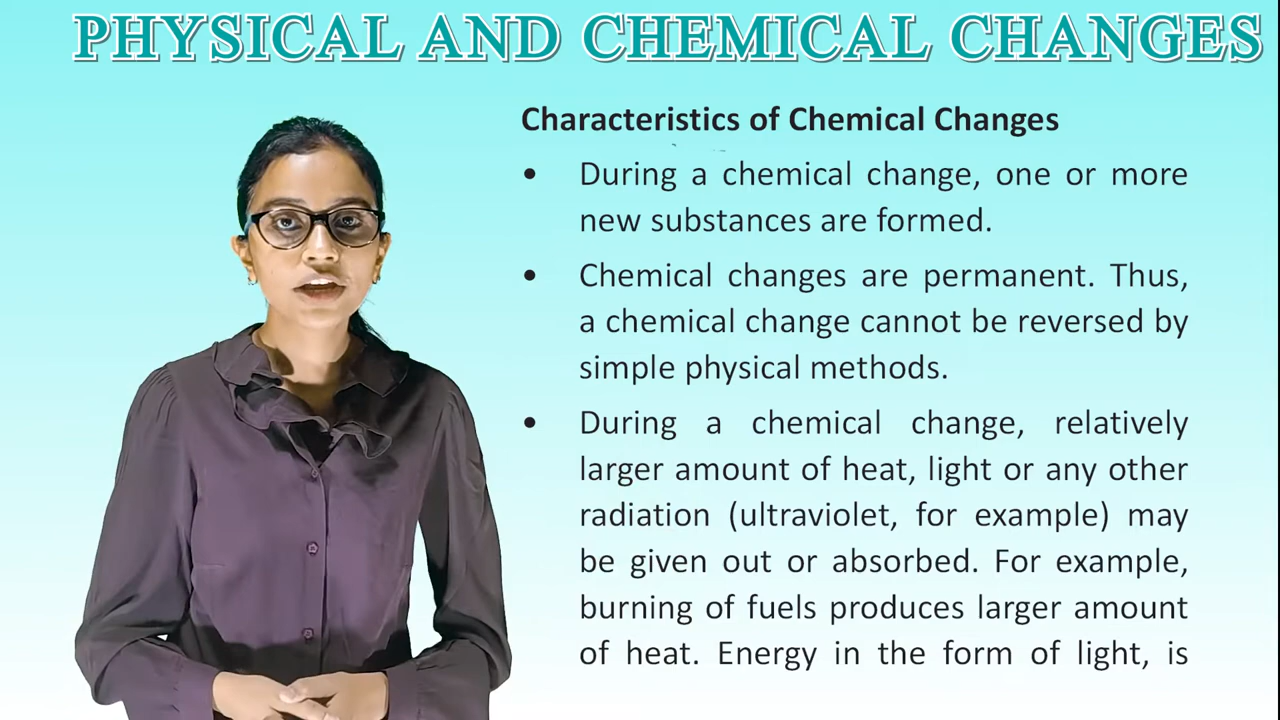 PHYSICAL AND CHEMICAL CHANGES
Characteristics of Chemical Changes
• During a chemical change, one or more
new substances are formed.
• Chemical changes are permanent. Thus,
a chemical change cannot be reversed by
simple physical methods.
• During a chemical change, relatively
larger amount of heat, light or any other
radiation (ultraviolet, for example) may
be given out or absorbed. For example,
burning of fuels produces larger amount
of heat. Energy in the form of light, is